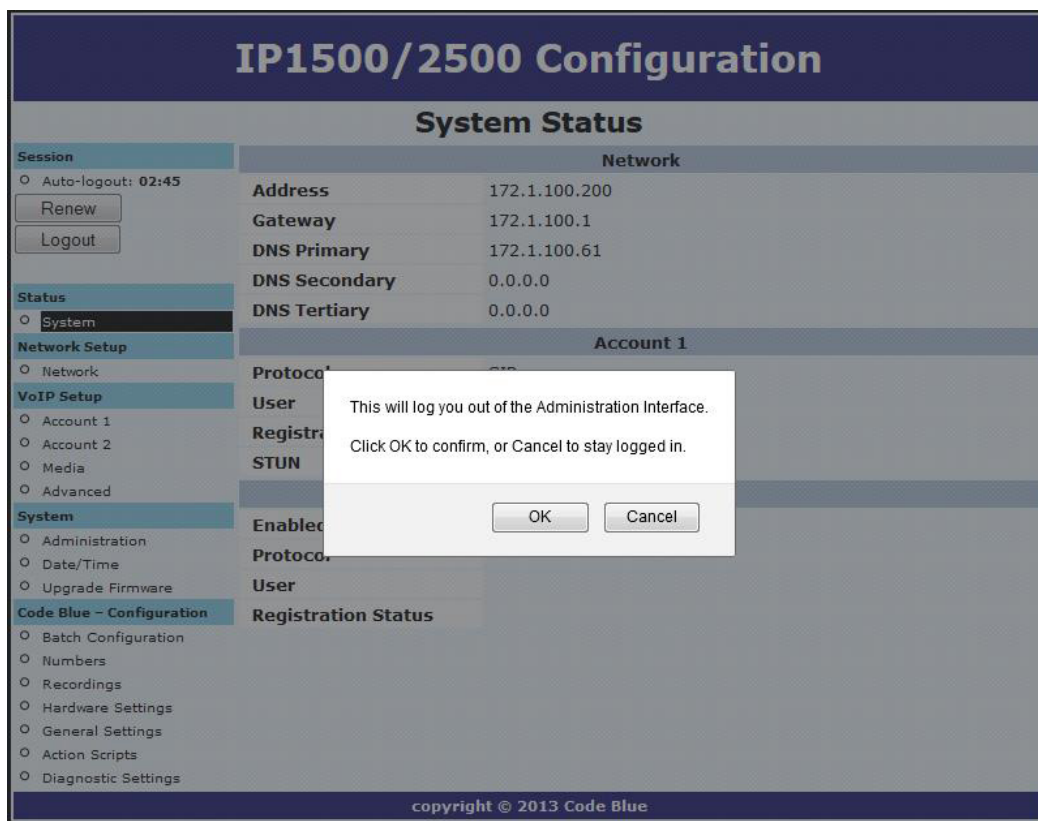 IP1500/2500 Configuration
System Status
Session
Auto-logout: 02:45
Renew
Logout
Status
System
Network Setup
Network
VoIP Setup
Account 1
Account 2
Media
Advanced
System
Administration
Date/Time
Upgrade Firmware
Code Blue – Configuration
Batch Configuration
Numbers
Recordings
Hardware Settings
General Settings
Action Scripts
Diagnostic Settings
Network
Address 172.1.100.200
Gateway 172.1.100.1
DNS Primary 172.1.100.61
DNS Secondary 0.0.0.0
DNS Tertiary 0.0.0.0
Account 1
User
STUN
Enabled
User
Registration Status
This will log you out of the Administration Interface.
Click OK to confirm, or Cancel to stay logged in.
OK
Cancel
copyright © 2013 Code Blue